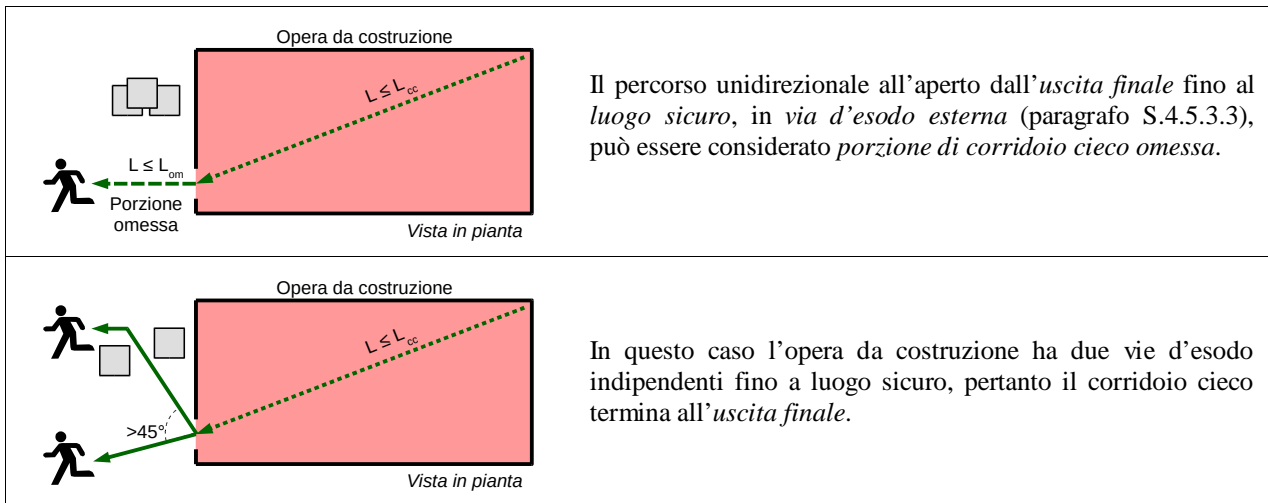 Opera da costruzione
L ≤ Lcc
L ≤ Lom
Porzione
omessa
Vista in pianta
Il percorso unidirezionale all’aperto dall’uscita finale fino al
luogo sicuro, in via d’esodo esterna (paragrafo S.4.5.3.3),
può essere considerato porzione di corridoio cieco omessa.
Opera da costruzione
L ≤ Lcc
>45°
Vista in pianta
In questo caso l’opera da costruzione ha due vie d’esodo
indipendenti fino a luogo sicuro, pertanto il corridoio cieco
termina all’uscita finale.